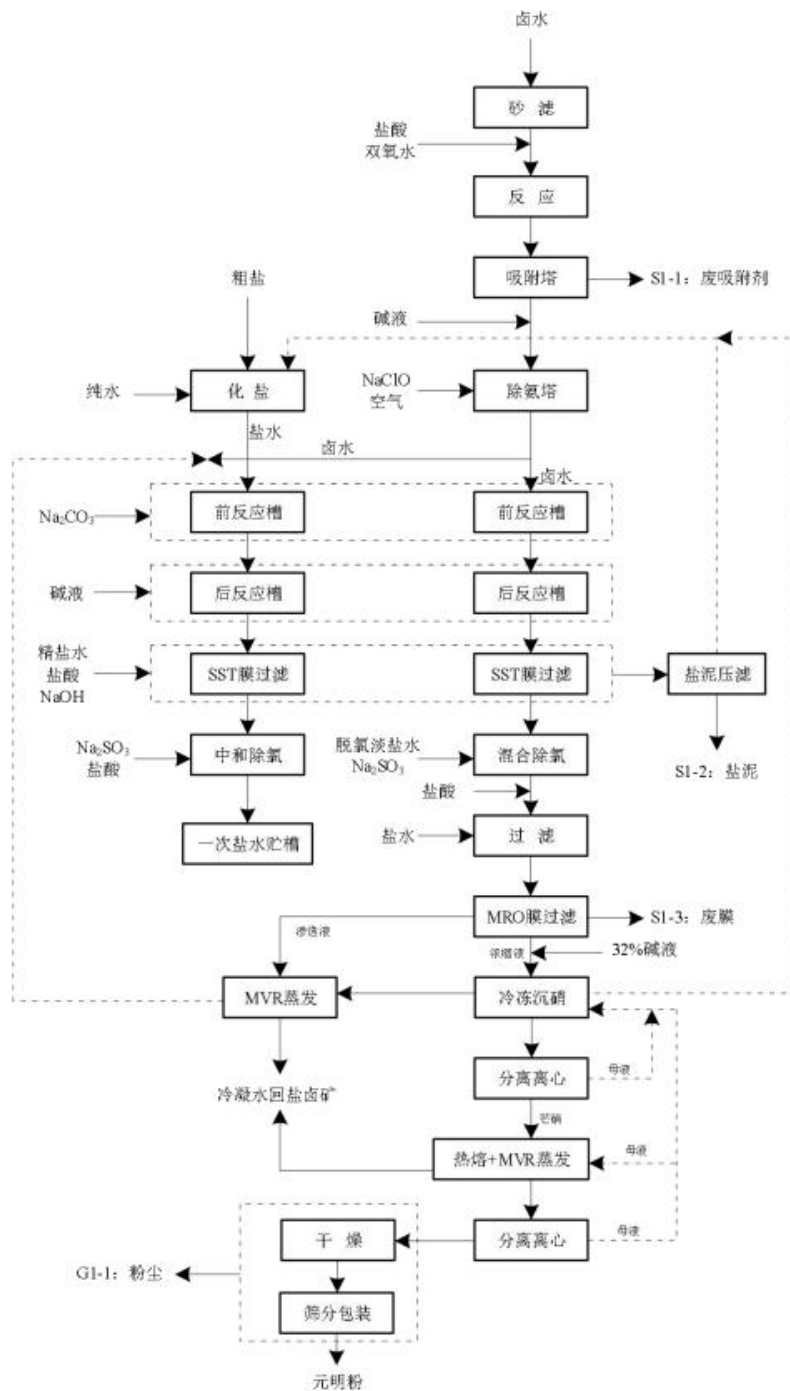 卤水
砂 滤
盐酸
双氧水
反 应
吸附塔
S1-1：废吸附剂
粗盐
碱液
纯水
化 盐
NaClO
空气
除氨塔
盐水
卤水
卤水
Na₂CO₃
前反应槽
前反应槽
碱液
后反应槽
后反应槽
精盐水
盐酸
NaOH
SST膜过滤
SST膜过滤
盐泥压滤
Na₂SO₃
盐酸
中和除氯
脱氯淡盐水
Na₂SO₃
混合除氯
S1-2：盐泥
盐酸
一次盐水贮槽
盐水
过 滤
MRO膜过滤
S1-3：废膜
渗透液
浓缩液
32%碱液
MVR蒸发
冷冻沉硝
分离离心
母液
冷凝水回盐卤矿
芒硝
热熔+MVR蒸发
母液
干 燥
分离离心
母液
G1-1：粉尘
筛分包装
元明粉